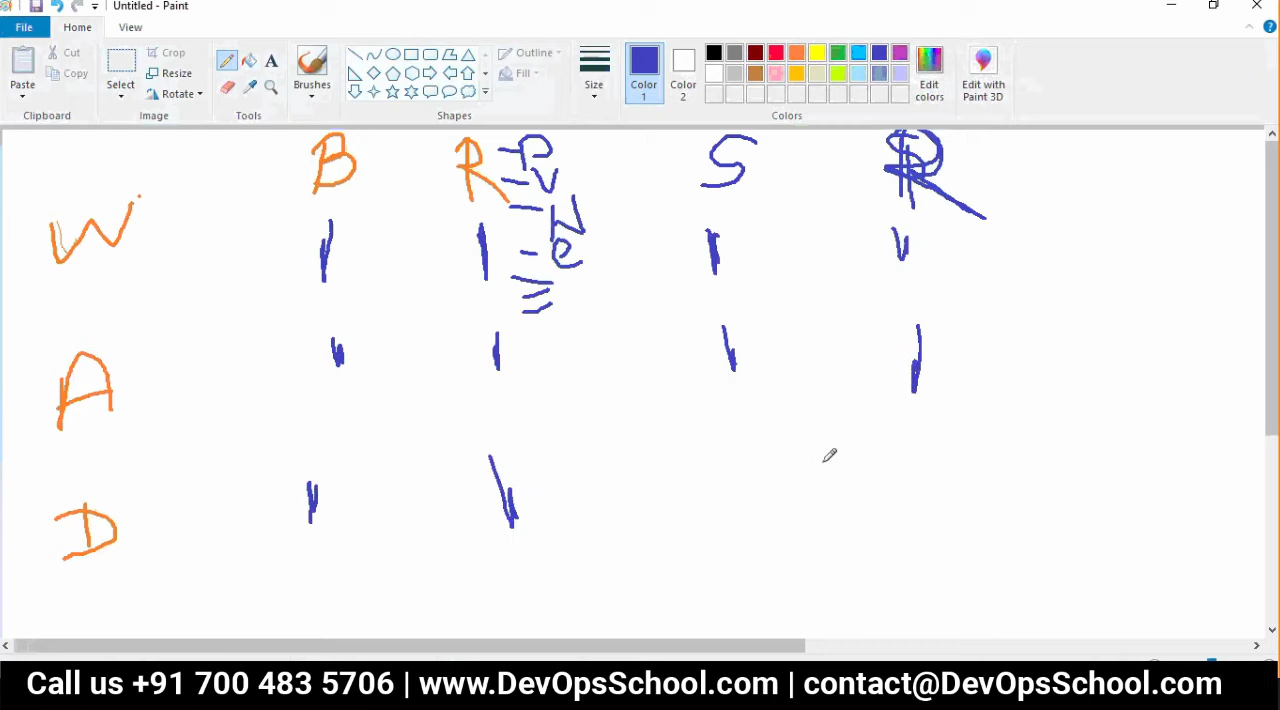 Untitled - Paint
File Home View
Paste
Cut
Copy
Clipboard
Select
Crop
Resize
Rotate
Image
A
Tools
Brushes
Outline
Fill
Shapes
Size
Color 1
Color 2
Edit colors
Colors
Edit with Paint 3D
B R - P S R
- V
W
- N
- e
A
D
Call us +91 700 483 5706 | www.DevOpsSchool.com | contact@DevOpsSchool.com